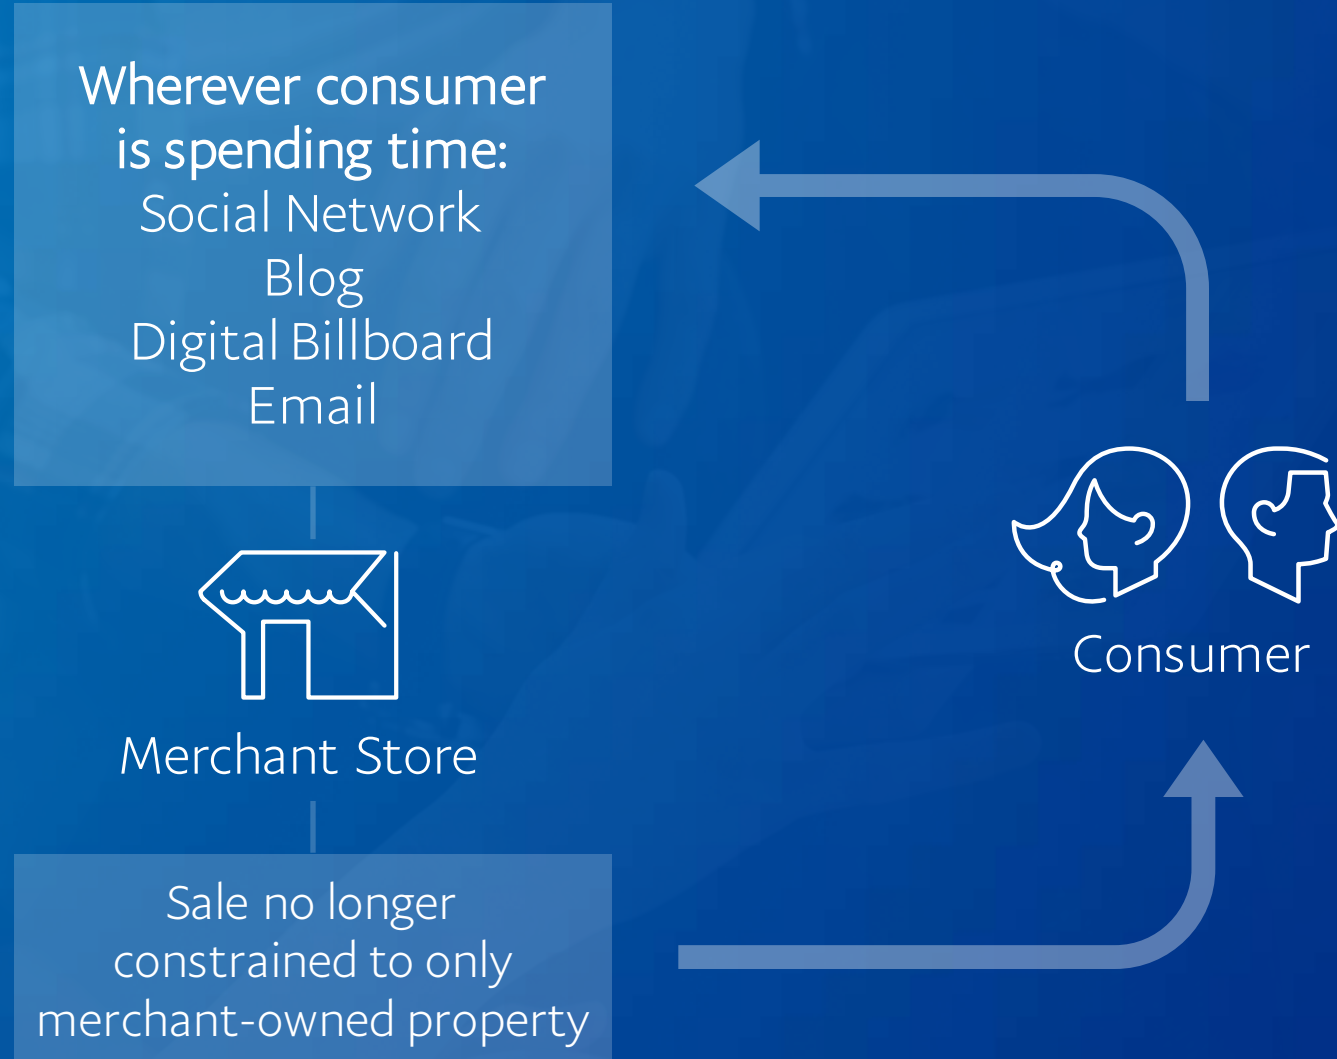 Wherever consumer
is spending time:
Social Network
Blog
Digital Billboard
Email
Merchant Store
Sale no longer
constrained to only
merchant-owned property
Consumer